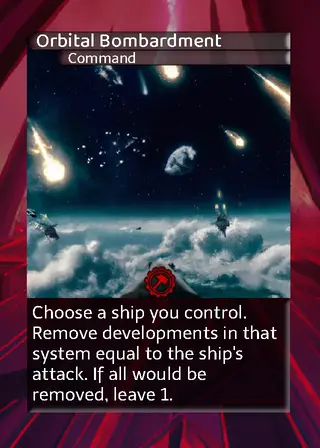 Orbital Bombardment
Command
Choose a ship you control.
Remove developments in that
system equal to the ship's
attack. If all would be
removed, leave 1.